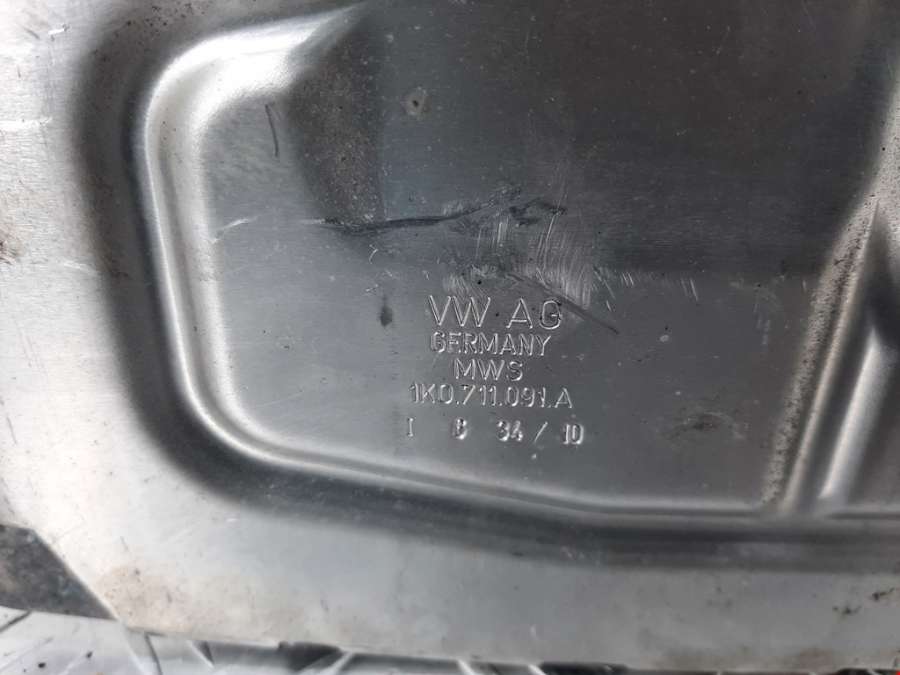 VW AG
GERMANY
MWS
1K0.711.091.A
I 6 34 / 10